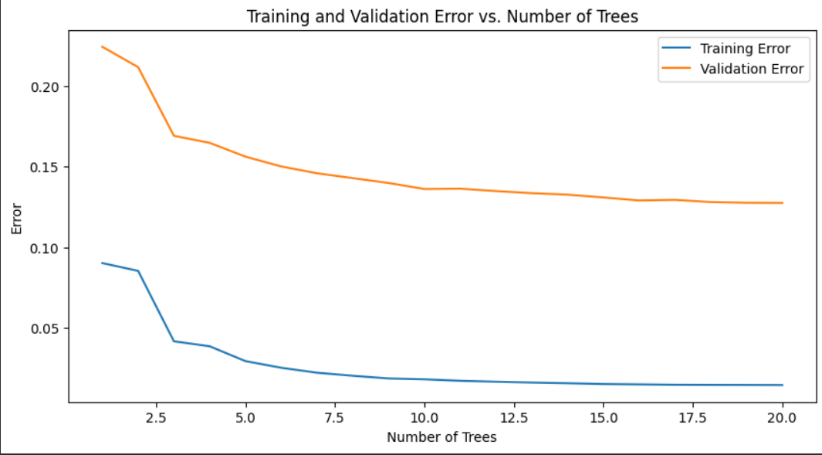 Training and Validation Error vs. Number of Trees
Training Error
Validation Error
Error
0.20
0.15
0.10
0.05
2.5 5.0 7.5 10.0 12.5 15.0 17.5 20.0
Number of Trees